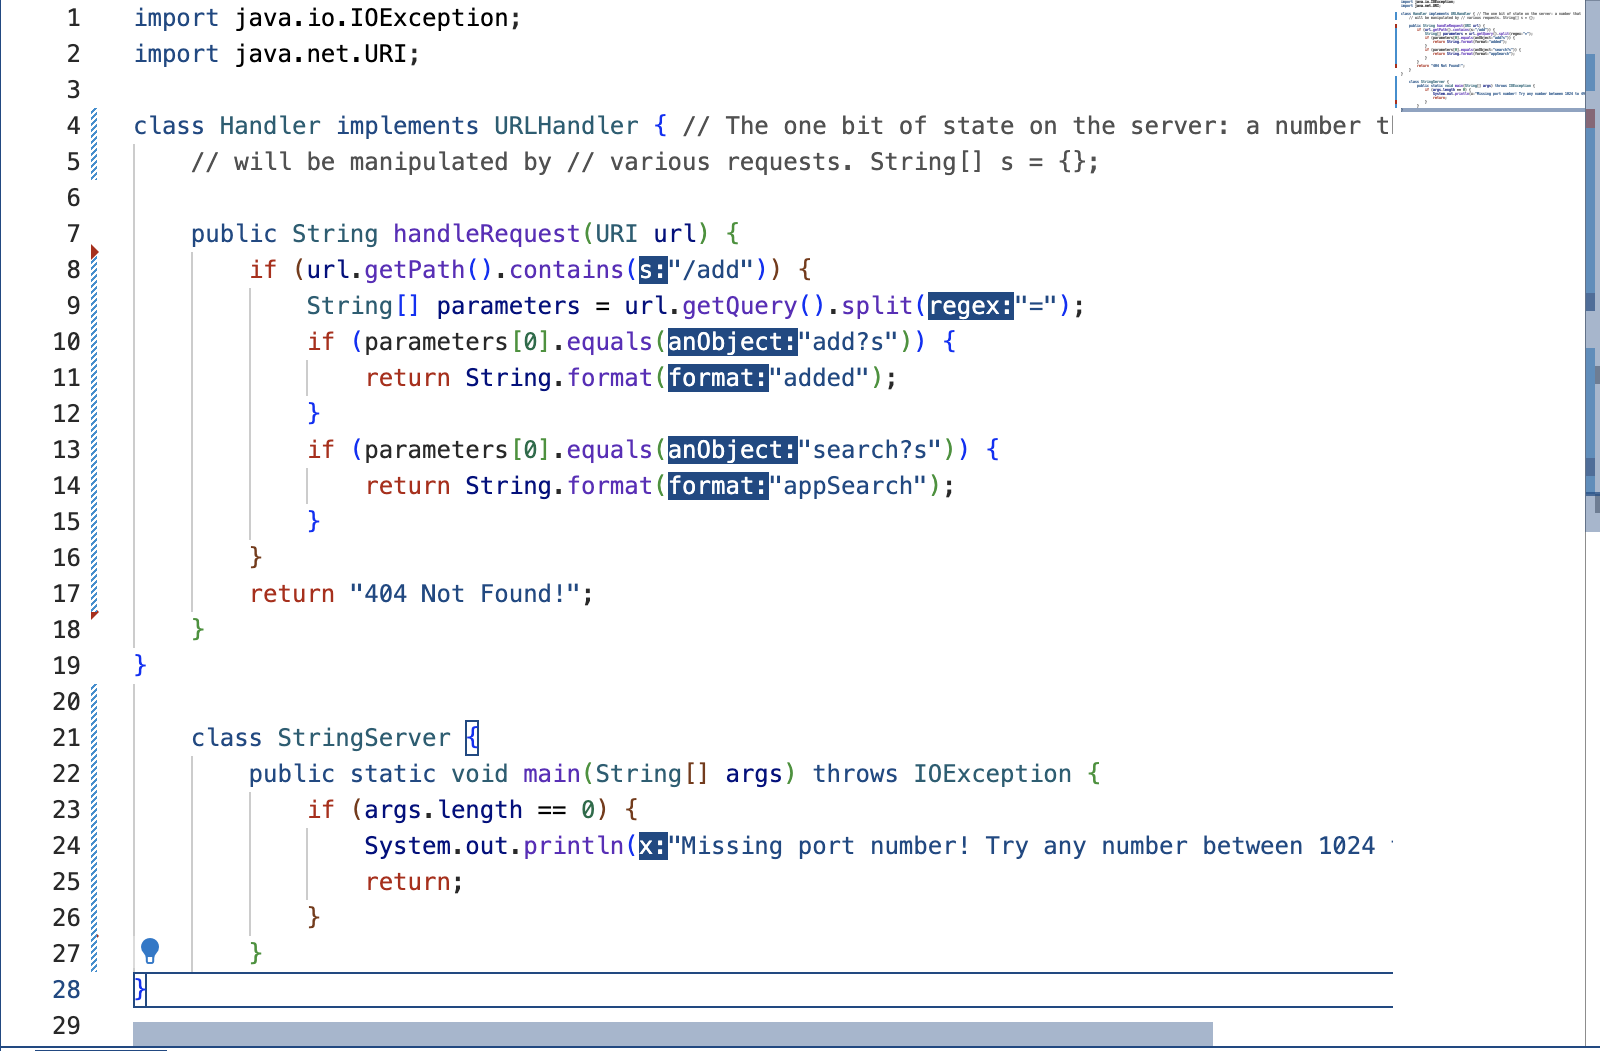 1 import java.io.IOException;
2 import java.net.URI;
3
4 class Handler implements URLHandler { // The one bit of state on the server: a number
5 // will be manipulated by // various requests. String[] s = {};
6
7 public String handleRequest(URI url) {
8 if (url.getPath().contains(s:"/add")) {
9 String[] parameters = url.getQuery().split(regex:"=");
10 if (parameters[0].equals(anObject:"add?s")) {
11 return String.format(format:"added");
12 }
13 if (parameters[0].equals(anObject:"search?s")) {
14 return String.format(format:"appSearch");
15 }
16 }
17 return "404 Not Found!";
18 }
19 }
20
21 class StringServer {
22 public static void main(String[] args) throws IOException {
23 if (args.length == 0) {
24 System.out.println(x:"Missing port number! Try any number between 1024
25 return;
26 }
27 }
28 }
29